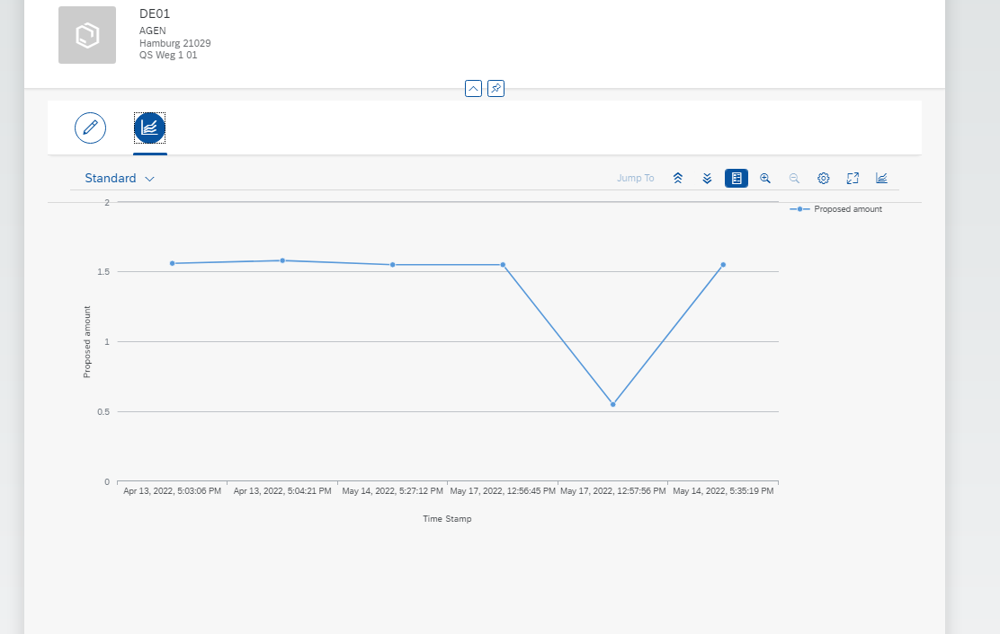 DE01
AGEN
Hamburg 21029
QS Weg 1 01
Standard
Jump To
Proposed amount
2
1.5
1
0.5
0
Proposed amount
Apr 13, 2022, 5:03:06 PM
Apr 13, 2022, 5:04:21 PM
May 14, 2022, 5:27:12 PM
May 17, 2022, 12:56:45 PM
May 17, 2022, 12:57:56 PM
May 14, 2022, 5:35:19 PM
Time Stamp